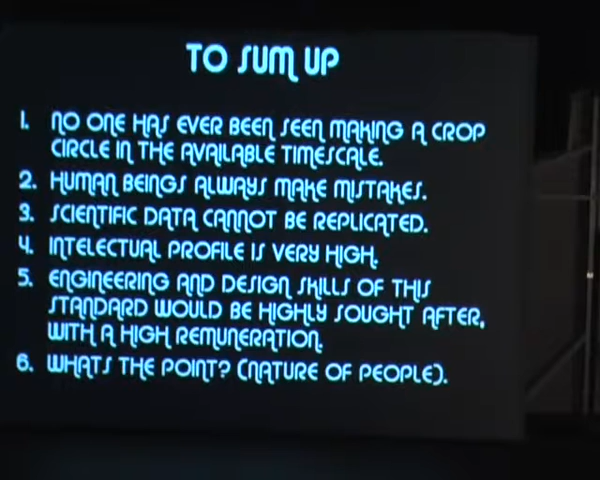 TO SUM UP
1. NO ONE HAS EVER BEEN SEEN MAKING A CROP
CIRCLE IN THE AVAILABLE TIMESCALE.
2. HUMAN BEINGS ALWAYS MAKE MISTAKES.
3. SCIENTIFIC DATA CANNOT BE REPLICATED.
4. INTELECTUAL PROFILE IS VERY HIGH.
5. ENGINEERING AND DESIGN SKILLS OF THIS
STANDARD WOULD BE HIGHLY SOUGHT AFTER,
WITH A HIGH REMUNERATION.
6. WHATS THE POINT? (NATURE OF PEOPLE).